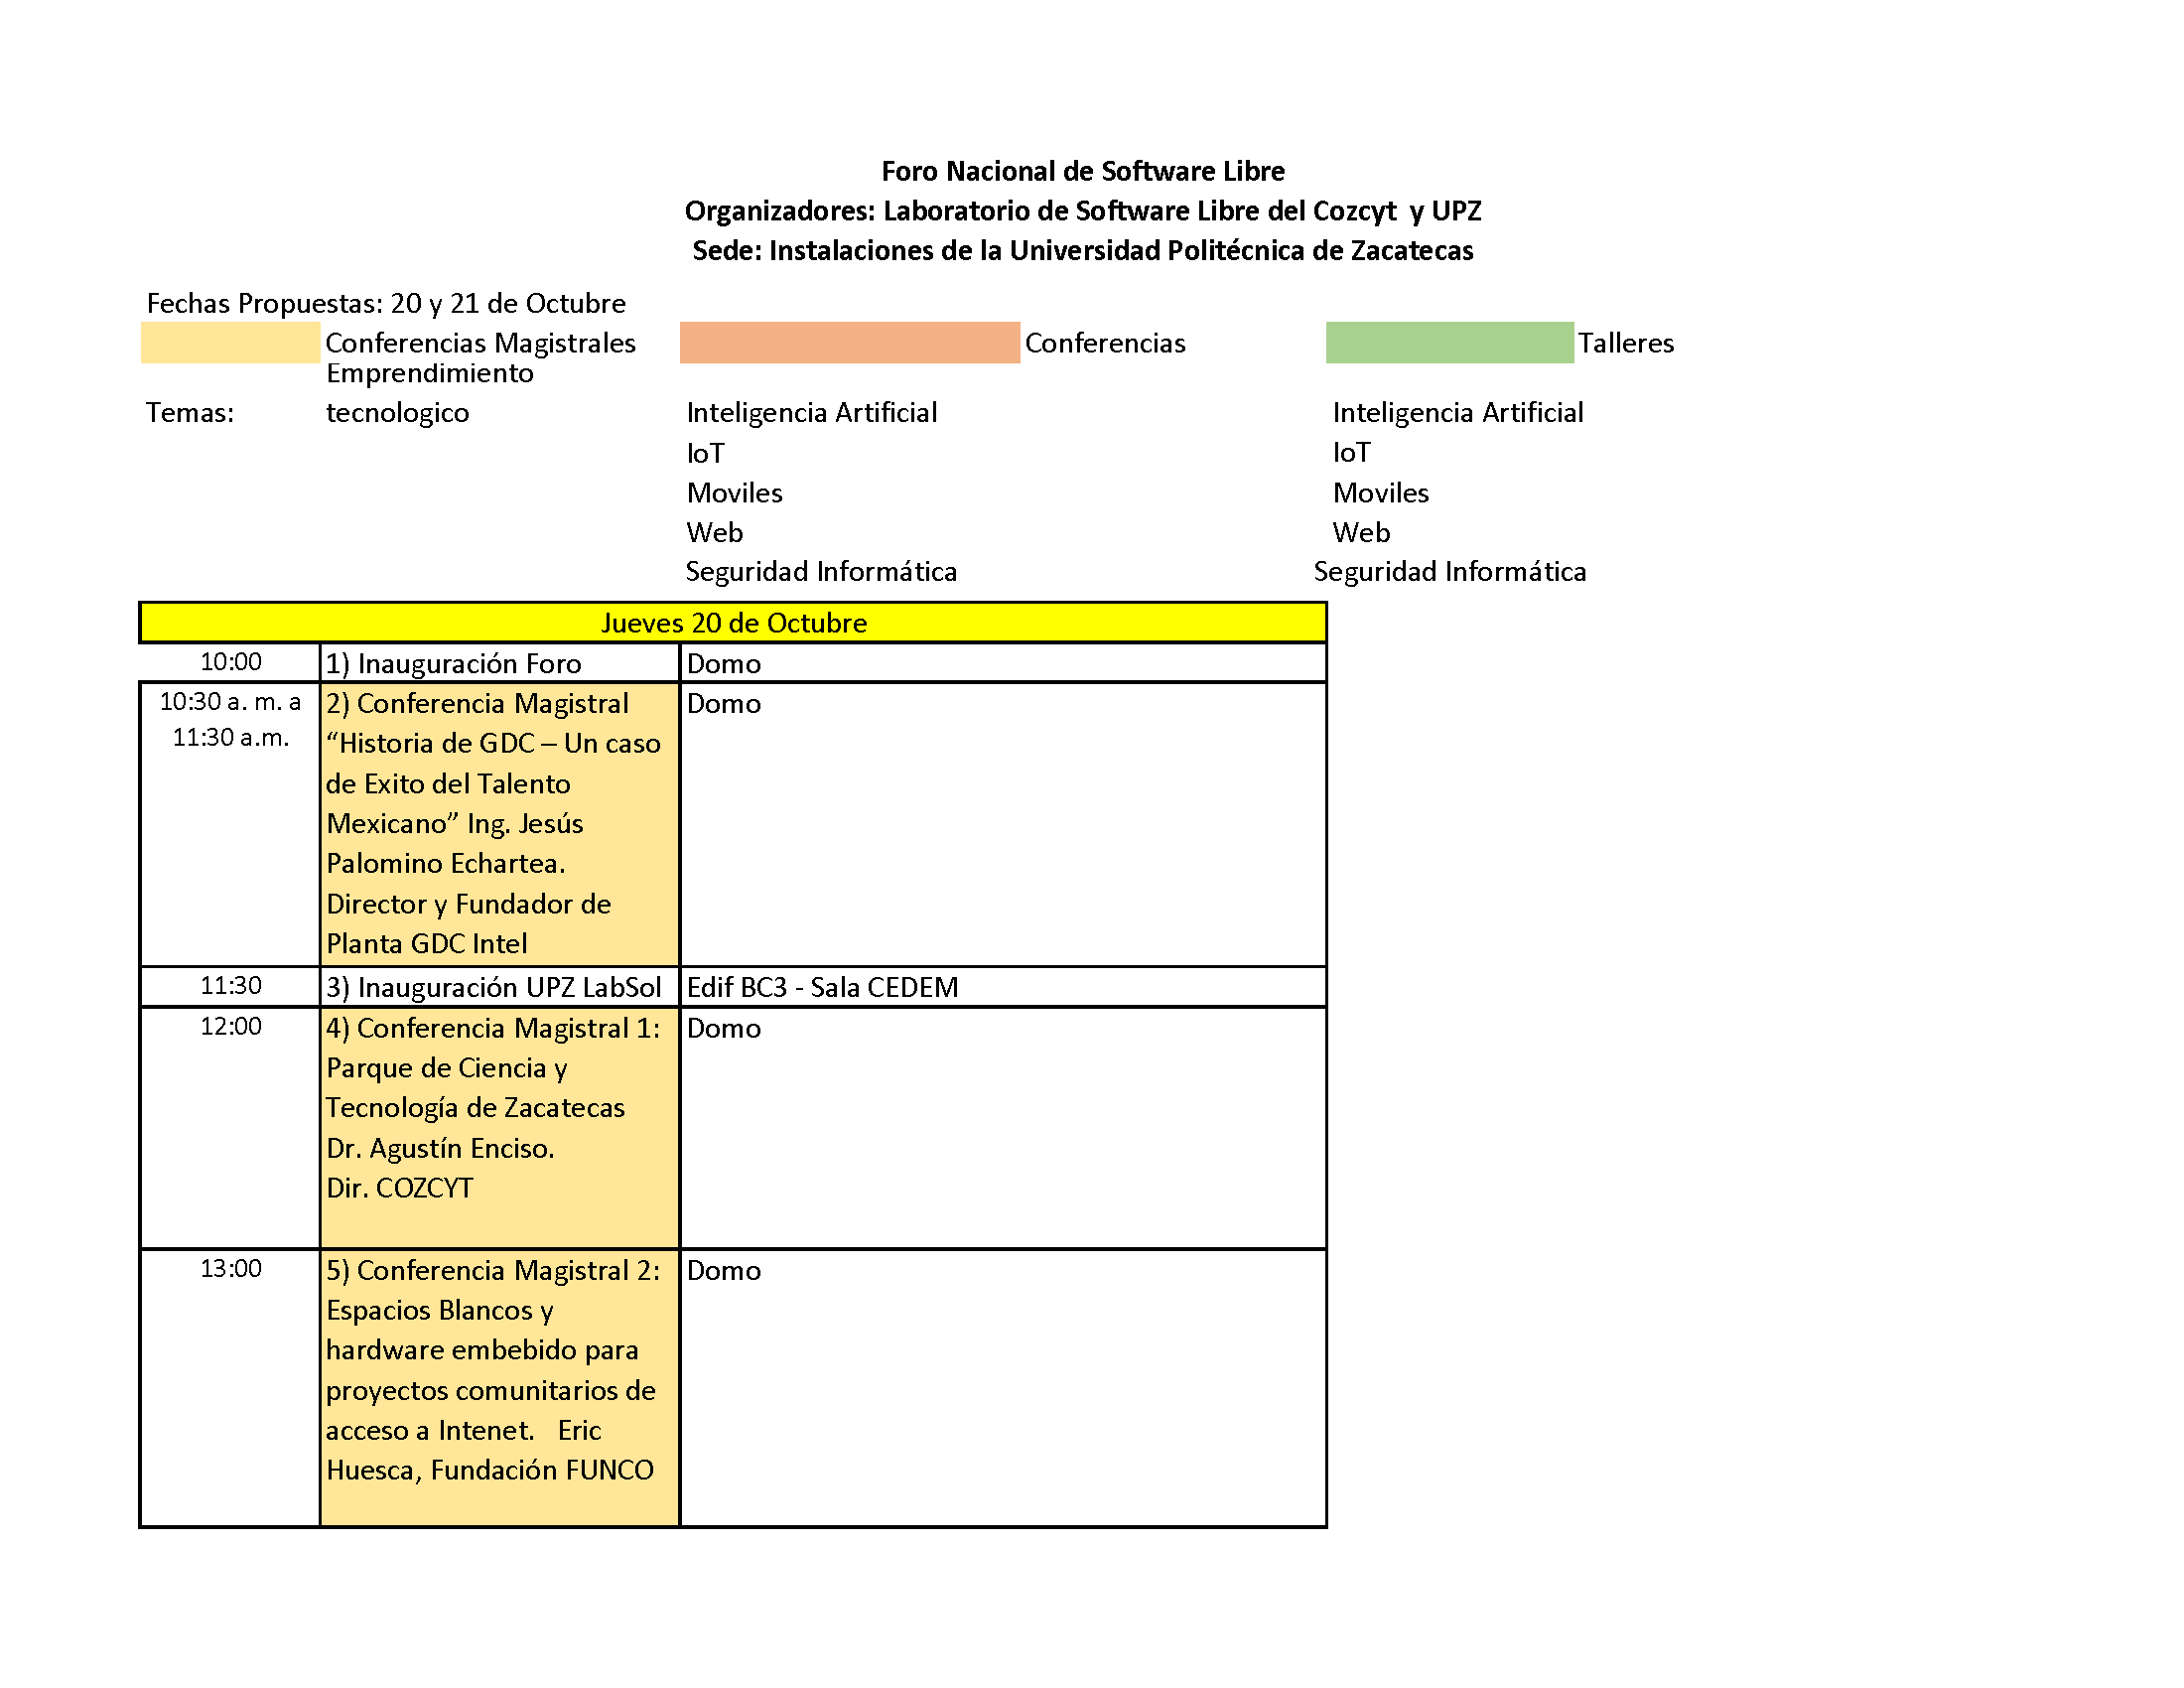 Foro Nacional de Software Libre
Organizadores: Laboratorio de Software Libre del Cozcyt  y UPZ
Sede: Instalaciones de la Universidad Politécnica de Zacatecas
Fechas Propuestas: 20 y 21 de Octubre
Conferencias Magistrales
Conferencias
Talleres
Temas:
Emprendimiento
tecnologico
Inteligencia Artificial
IoT
Moviles
Web
Seguridad Informática
Inteligencia Artificial
IoT
Moviles
Web
Seguridad Informática
Jueves 20 de Octubre
10:00
1) Inauguración Foro
Domo
10:30 a. m. a
11:30 a.m.
2) Conferencia Magistral
“Historia de GDC – Un caso
de Exito del Talento
Mexicano” Ing. Jesús
Palomino Echartea.
Director y Fundador de
Planta GDC Intel
Domo
11:30
3) Inauguración UPZ LabSol
Edif BC3 - Sala CEDEM
12:00
4) Conferencia Magistral 1:
Parque de Ciencia y
Tecnología de Zacatecas
Dr. Agustín Enciso.
Dir. COZCYT
Domo
13:00
5) Conferencia Magistral 2:
Espacios Blancos y
hardware embebido para
proyectos comunitarios de
acceso a Intenet.   Eric
Huesca, Fundación FUNCO
Domo